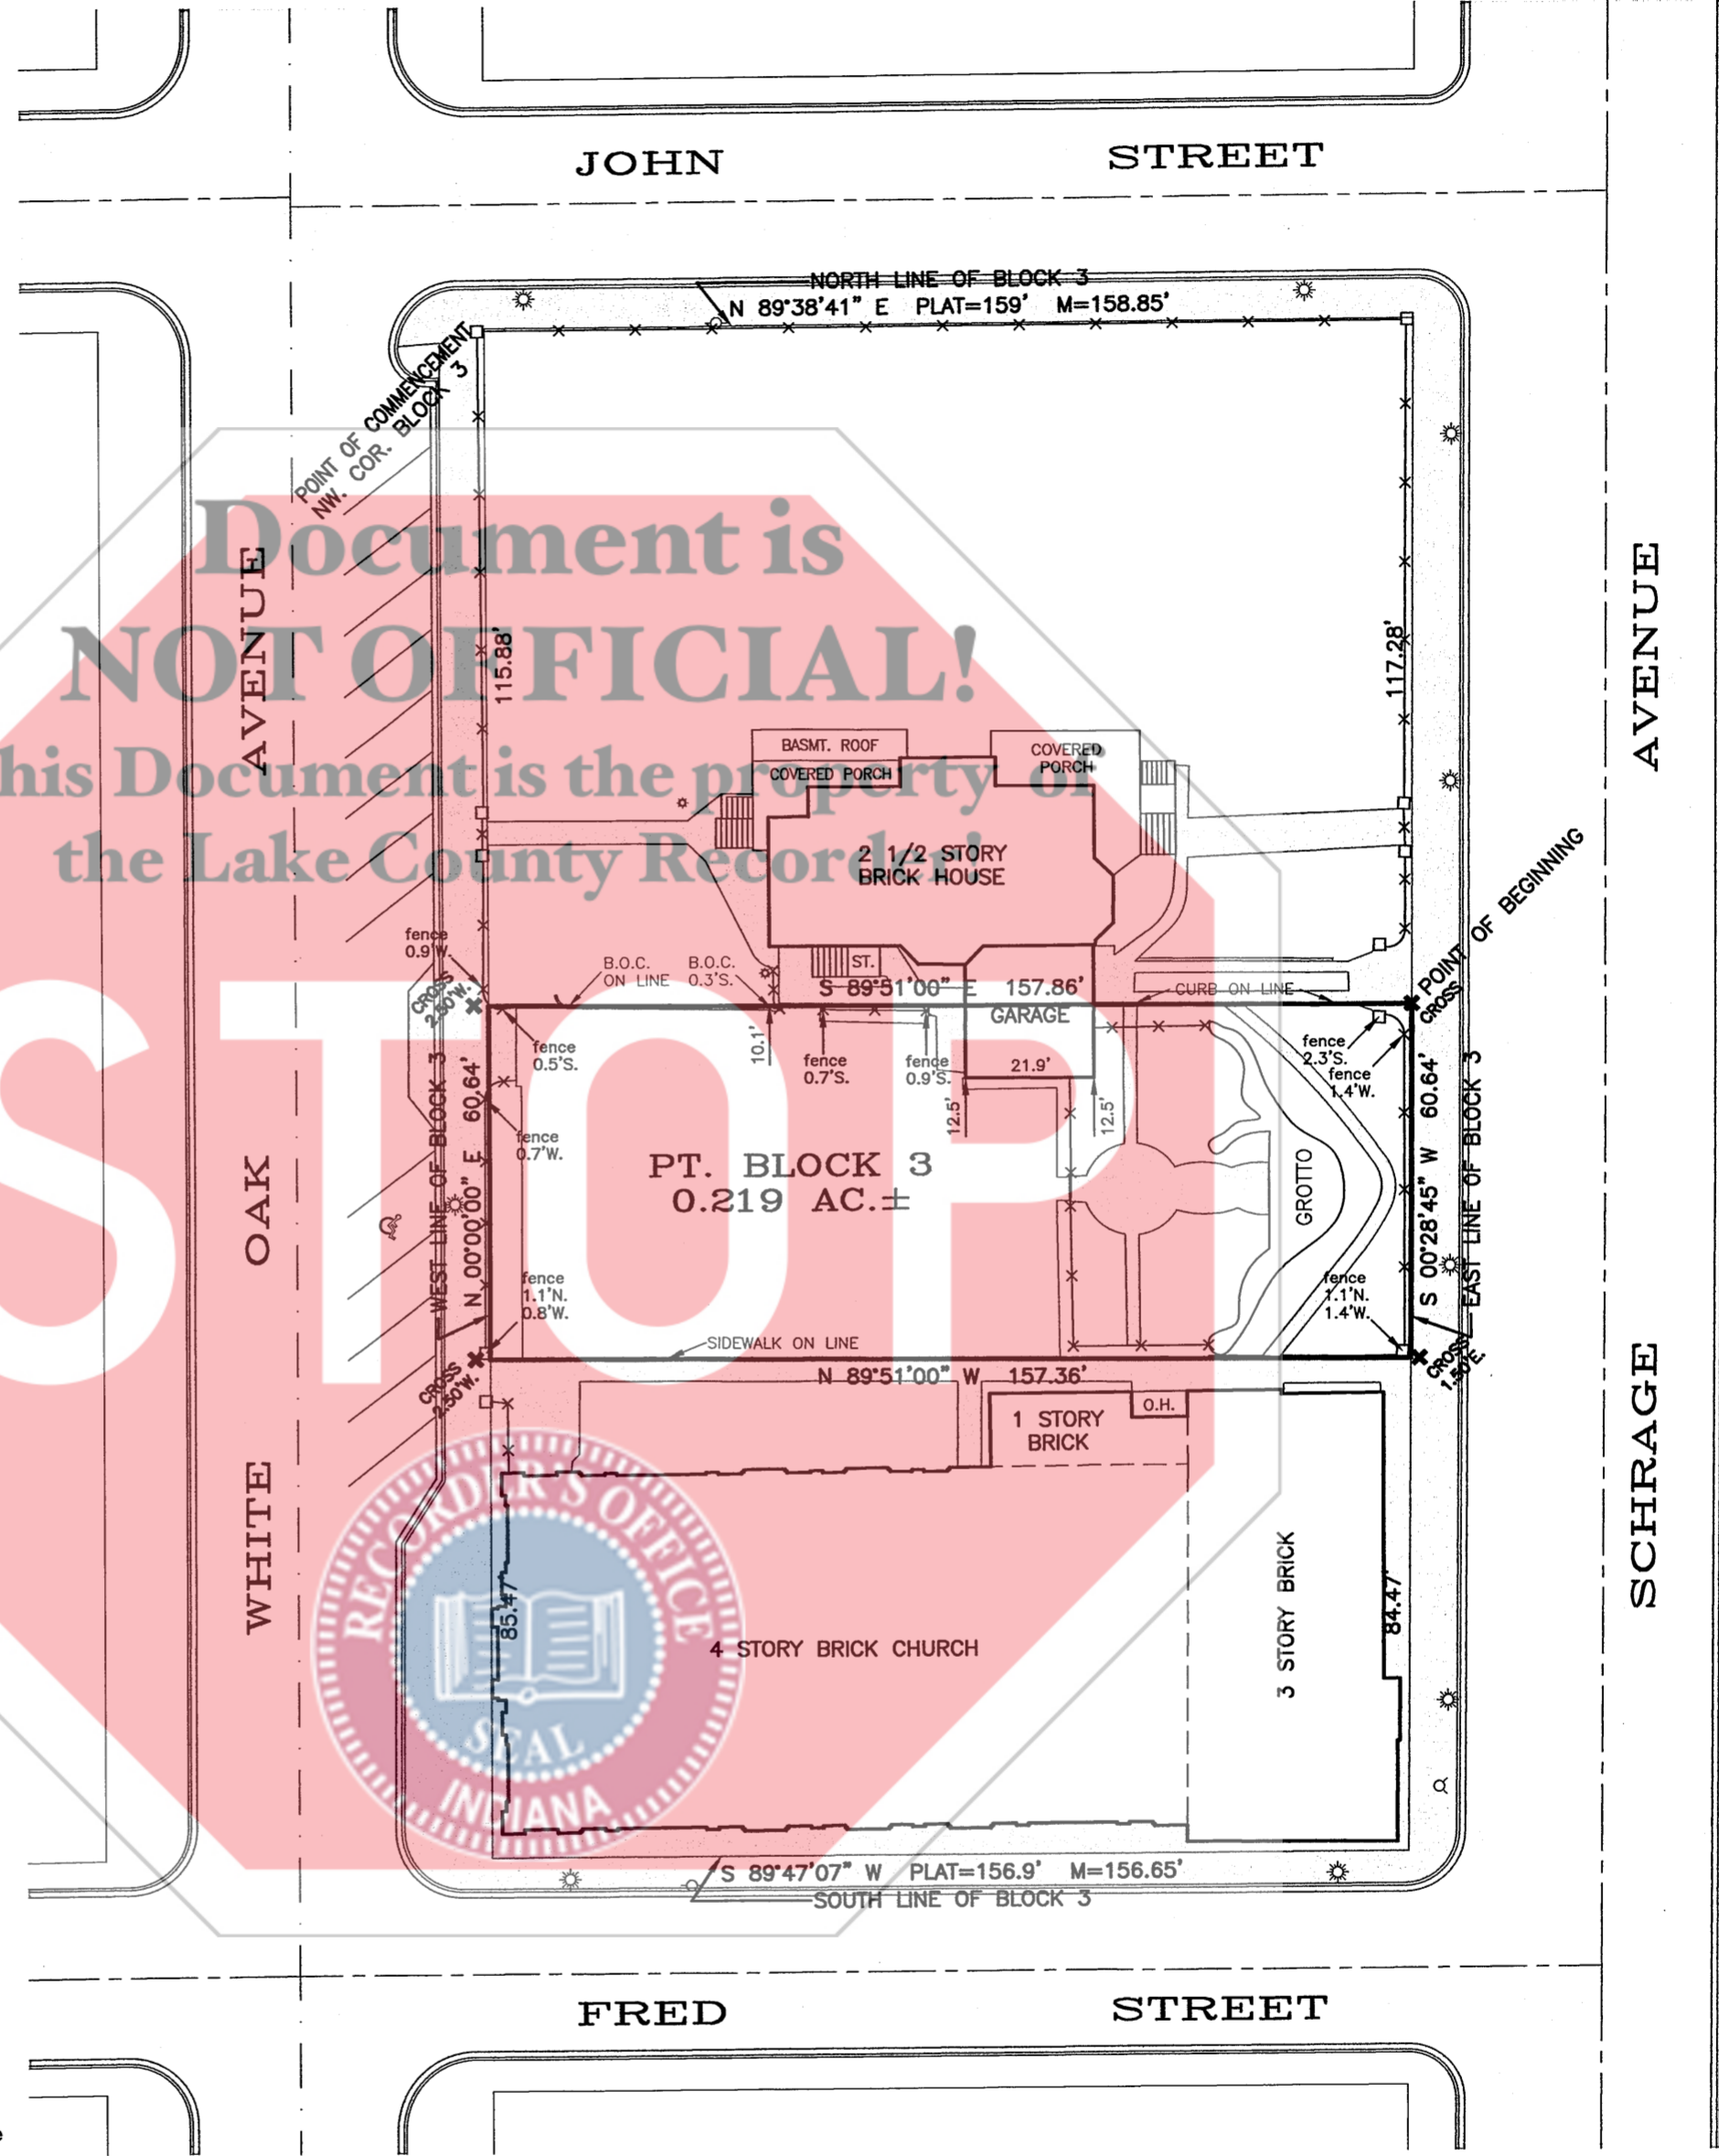 JOHN STREET
NORTH LINE OF BLOCK 3
N 89°38'41" E PLAT=159' M=158.85'
POINT OF COMMENCEMENT
NW. COR. BLOCK 3
Document is
NOT OFFICIAL!
his Document is the property of
the Lake County Recorder!
STOP
WHITE OAK AVENUE
SCHRAGE AVENUE
115.88'
117.28'
BASMT. ROOF
COVERED PORCH
COVERED
PORCH
2 1/2 STORY
BRICK HOUSE
POINT OF BEGINNING
CROSS
fence
0.9'W.
CROSS
2.50'W.
B.O.C.
ON LINE
B.O.C.
0.3'S.
ST.
S 89°51'00" E 157.86'
CURB ON LINE
GARAGE
fence
0.5'S.
10.1'
fence
0.7'S.
fence
0.9'S.
21.9'
12.5'
12.5'
fence
2.3'S.
fence
1.4'W.
fence
0.7'W.
WEST LINE OF BLOCK 3
N 00°00'00" E 60.64'
PT. BLOCK 3
0.219 AC.±
GROTTO
S 00°28'45" W 60.64'
EAST LINE OF BLOCK 3
fence
1.1'N.
0.8'W.
fence
1.1'N.
1.4'W.
SIDEWALK ON LINE
CROSS
2.50'W.
CROSS
1.50'E.
N 89°51'00" W 157.36'
1 STORY
BRICK
O.H.
85.47'
4 STORY BRICK CHURCH
3 STORY BRICK
84.47'
RECORDER'S OFFICE
SEAL
INDIANA
S 89°47'07" W PLAT=156.9' M=156.65'
SOUTH LINE OF BLOCK 3
FRED STREET